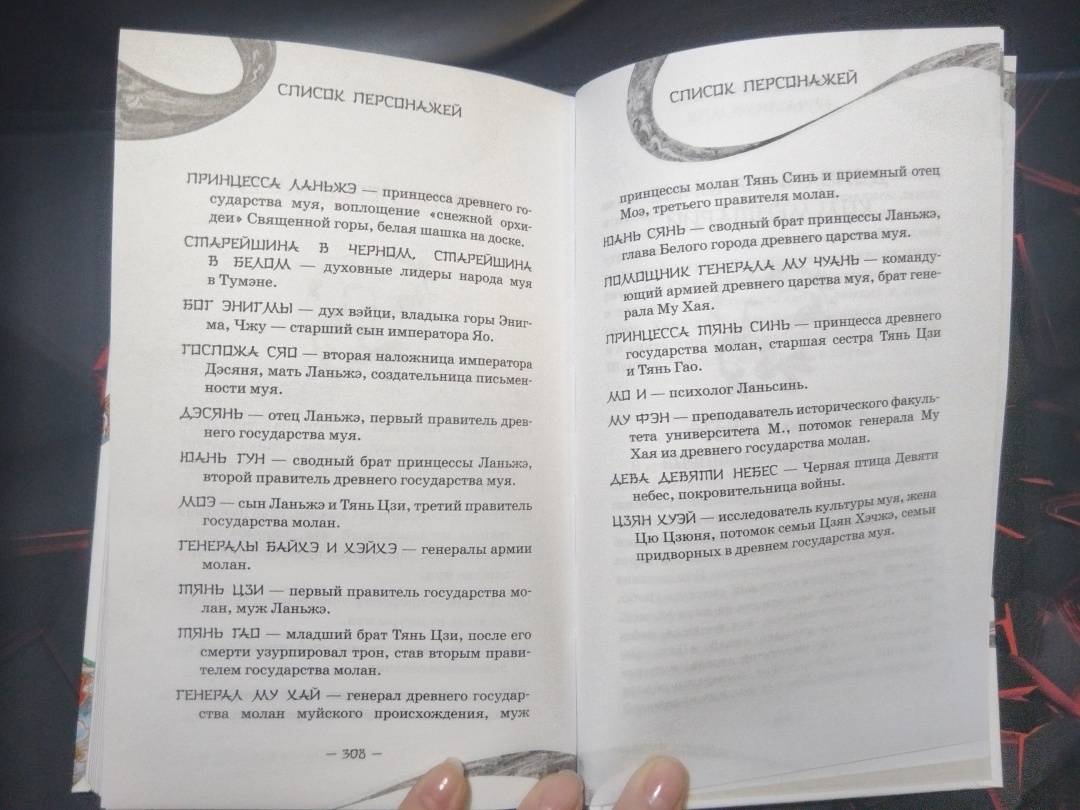 СПИСОК ПЕРСОНАЖЕЙ
ПРИНЦЕССА ЛАНЬЖЭ — принцесса древнего го-
сударства муя, воплощение «снежной орхи-
деи» Священной горы, белая шашка на доске.
СТАРЕЙШИНА В ЧЕРНОМ, СТАРЕЙШИНА
В БЕЛОМ — духовные лидеры народа муя
в Тумэне.
БОГ ЭНИГМЫ — дух вэйци, владыка горы Эниг-
ма, Чжу — старший сын императора Яо.
ГОСПОЖА СЯО — вторая наложница императора
Дэсяня, мать Ланьжэ, создательница письмен-
ности муя.
ДЭСЯНЬ — отец Ланьжэ, первый правитель древ-
него государства муя.
ЮАНЬ ГУН — сводный брат принцессы Ланьжэ,
второй правитель древнего государства муя.
МОЭ — сын Ланьжэ и Тянь Цзи, третий правитель
государства молан.
ГЕНЕРАЛЫ БАЙХЭ И ХЭЙХЭ — генералы армии
молан.
ТЯНЬ ЦЗИ — первый правитель государства мо-
лан, муж Ланьжэ.
ТЯНЬ ГАО — младший брат Тянь Цзи, после его
смерти узурпировал трон, став вторым прави-
телем государства молан.
ГЕНЕРАЛ МУ ХАЙ — генерал древнего государ-
ства молан муйского происхождения, муж
— 308 —
СПИСОК ПЕРСОНАЖЕЙ
принцессы молан Тянь Синь и приемный отец
Моэ, третьего правителя молан.
ЮАНЬ СЯНЬ — сводный брат принцессы Ланьжэ,
глава Белого города древнего царства муя.
ПОМОЩНИК ГЕНЕРАЛА МУ ЧУАНЬ — команду-
ющий армией древнего царства муя, брат гене-
рала Му Хая.
ПРИНЦЕССА ТЯНЬ СИНЬ — принцесса древнего
государства молан, старшая сестра Тянь Цзи
и Тянь Гао.
МО И — психолог Ланьсинь.
МУ ФЭН — преподаватель исторического факуль-
тета университета М., потомок генерала Му
Хая из древнего государства молан.
ДЕВА ДЕВЯТИ НЕБЕС — Черная птица Девяти
небес, покровительница войны.
ЦЗЯН ХУЭЙ — исследователь культуры муя, жена
Цю Цзюня, потомок семьи Цзян Хэчжэ, семьи
придворных в древнем государства муя.